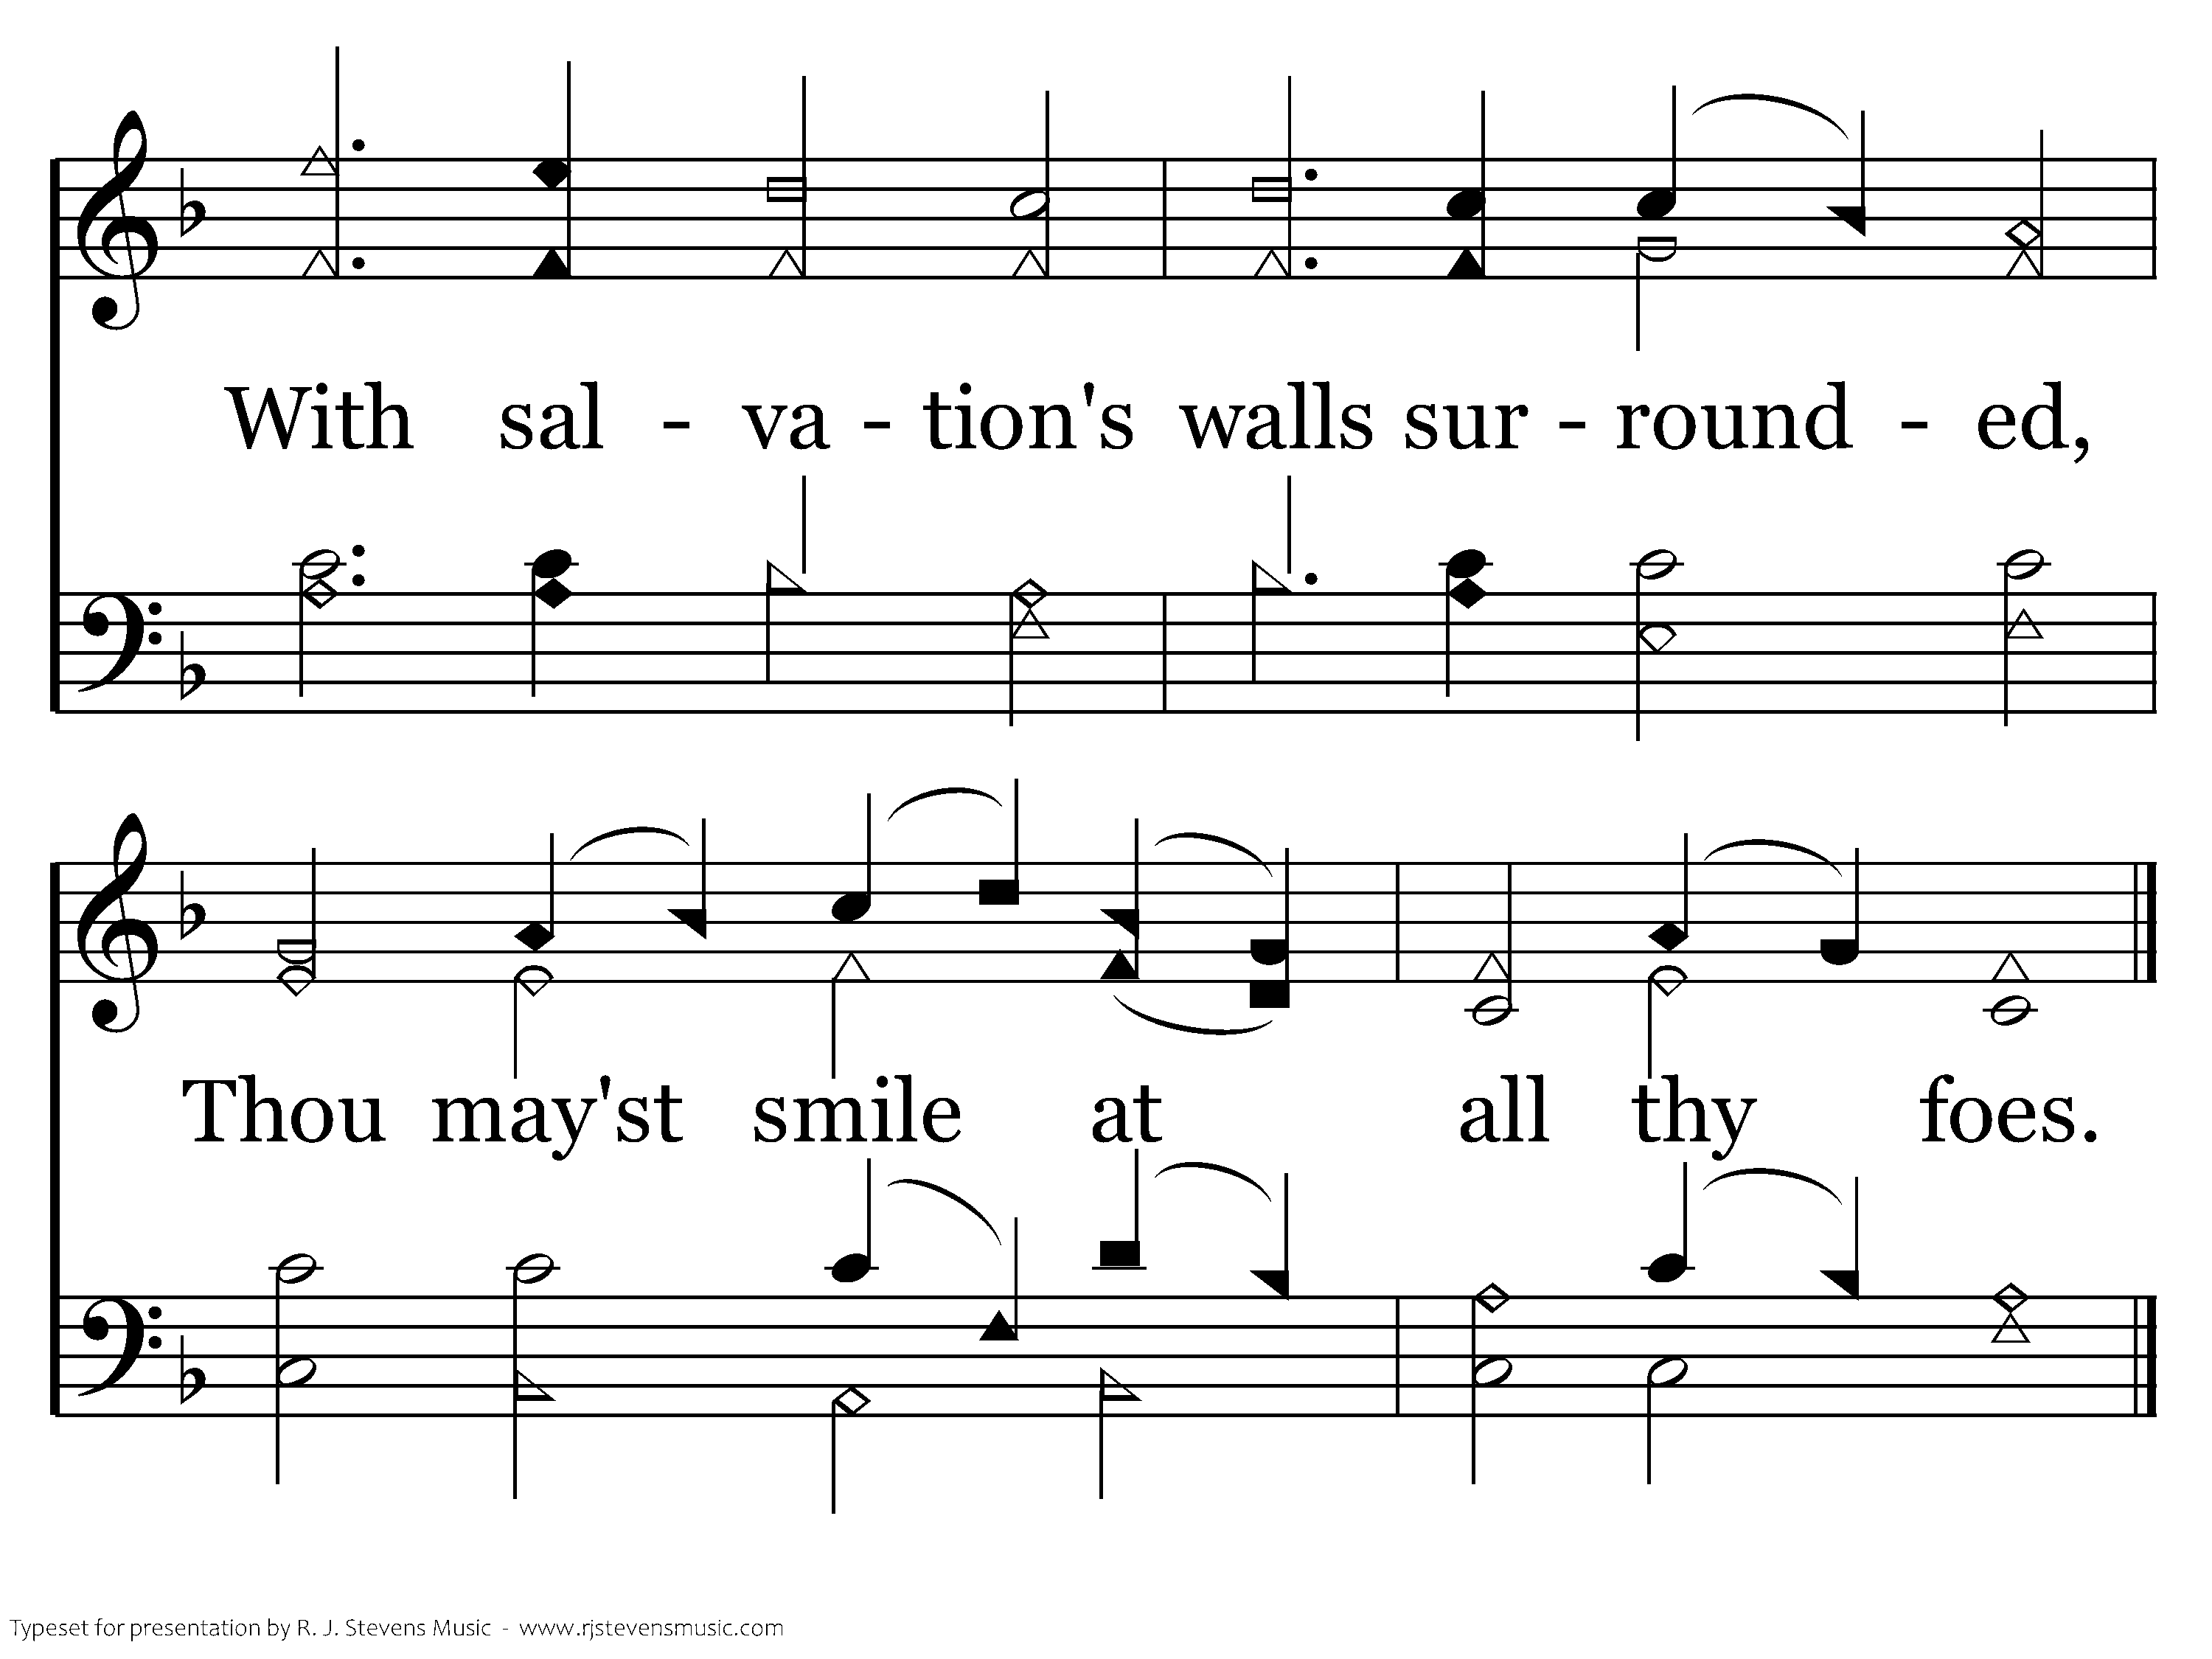 With sal - va - tion's walls sur - round - ed,
Thou may'st smile at all thy foes.
Typeset for presentation by R. J. Stevens Music - www.rjstevensmusic.com